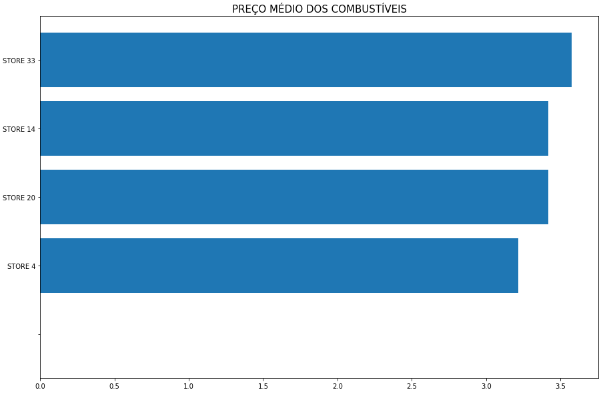 PREÇO MÉDIO DOS COMBUSTÍVEIS
STORE 33
STORE 14
STORE 20
STORE 4
0.0 0.5 1.0 1.5 2.0 2.5 3.0 3.5